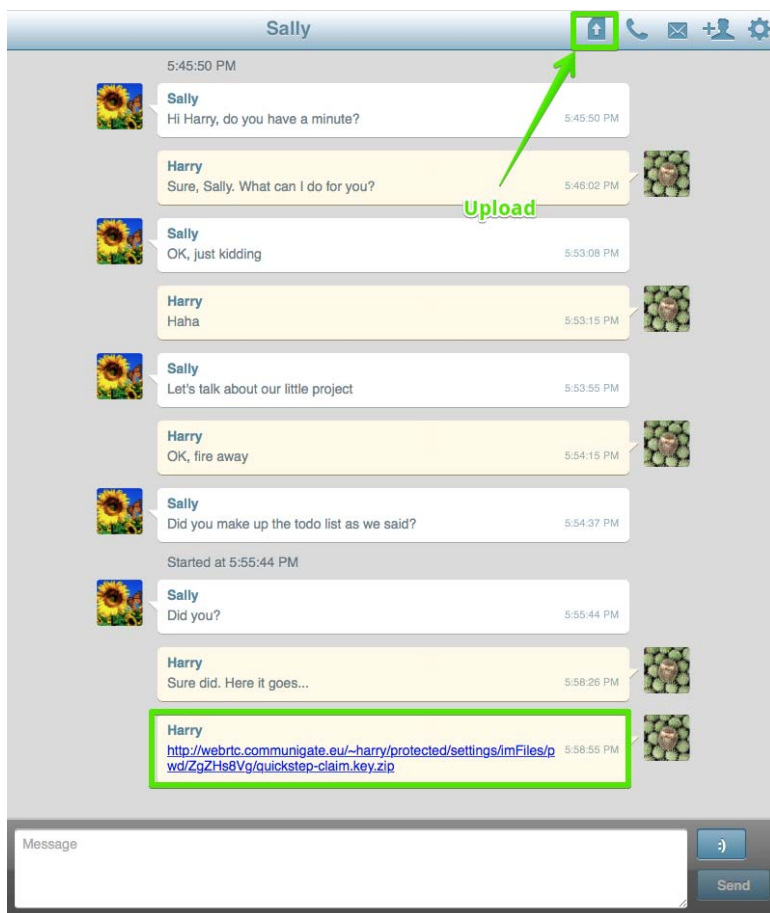 Sally
5:45:50 PM
Sally
Hi Harry, do you have a minute?
5:45:50 PM
Harry
Sure, Sally. What can I do for you?
5:46:02 PM
Upload
Sally
OK, just kidding
5:53:08 PM
Harry
Haha
5:53:15 PM
Sally
Let's talk about our little project
5:53:55 PM
Harry
OK, fire away
5:54:15 PM
Sally
Did you make up the todo list as we said?
5:54:37 PM
Started at 5:55:44 PM
Sally
Did you?
5:55:44 PM
Harry
Sure did. Here it goes...
5:58:26 PM
Harry
http://webrtc.communigate.eu/~harry/protected/settings/imFiles/p
5:58:55 PM
wd/ZgZHs8Vg/quickstep-claim.key.zip
Message
:)
Send